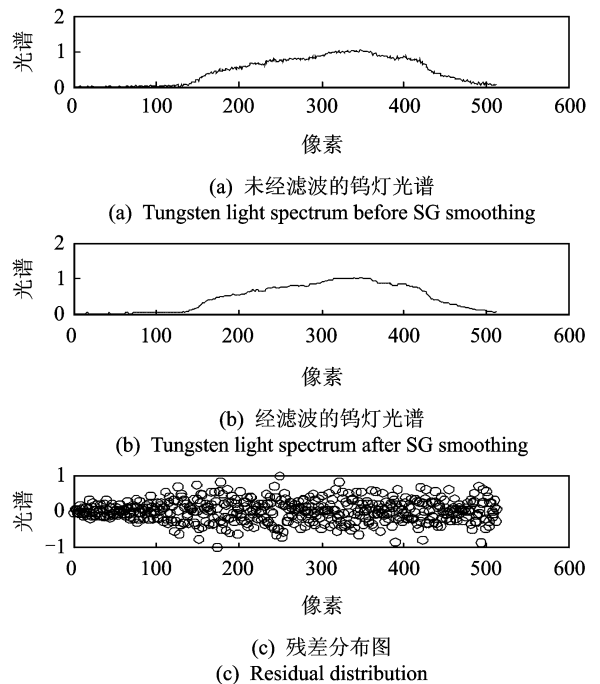 2
光谱
1
0
0 100 200 300 400 500 600
像素
(a) 未经滤波的钨灯光谱
(a) Tungsten light spectrum before SG smoothing
2
光谱
1
0
0 100 200 300 400 500 600
像素
(b) 经滤波的钨灯光谱
(b) Tungsten light spectrum after SG smoothing
1
光谱
0
−1
0 100 200 300 400 500 600
像素
(c) 残差分布图
(c) Residual distribution